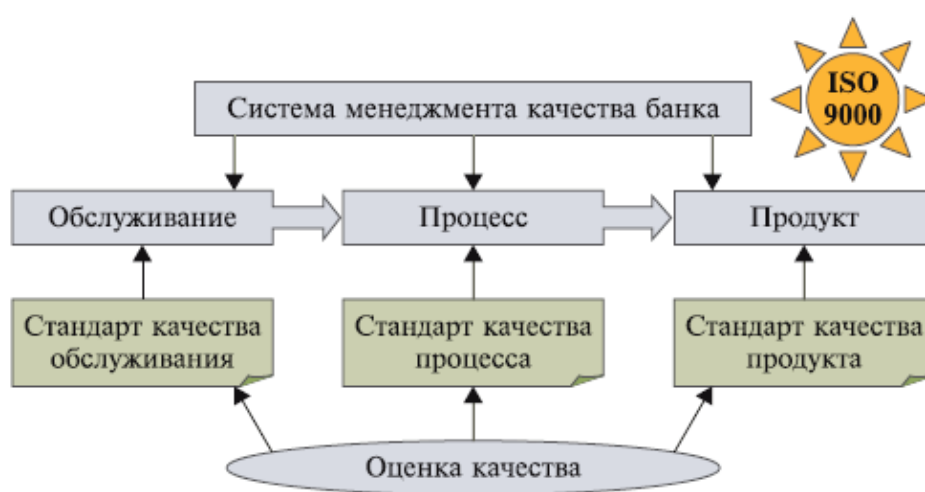 ISO
9000
Система менеджмента качества банка
Обслуживание
Процесс
Продукт
Стандарт качества
обслуживания
Стандарт качества
процесса
Стандарт качества
продукта
Оценка качества